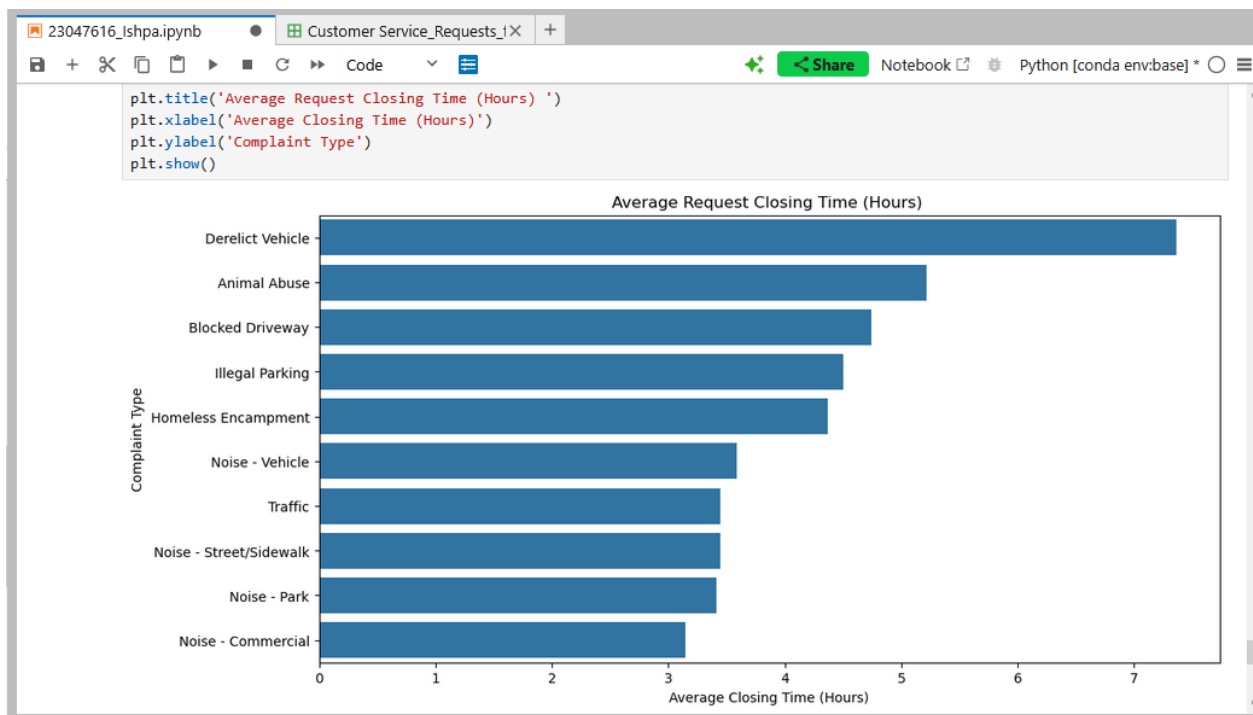 23047616_Ishpa.ipynb
Customer Service_Requests_f
Code
Share
Notebook
Python [conda env:base] *
plt.title('Average Request Closing Time (Hours) ')
plt.xlabel('Average Closing Time (Hours)')
plt.ylabel('Complaint Type')
plt.show()
Average Request Closing Time (Hours)
Complaint Type
Derelict Vehicle
Animal Abuse
Blocked Driveway
Illegal Parking
Homeless Encampment
Noise - Vehicle
Traffic
Noise - Street/Sidewalk
Noise - Park
Noise - Commercial
0 1 2 3 4 5 6 7
Average Closing Time (Hours)